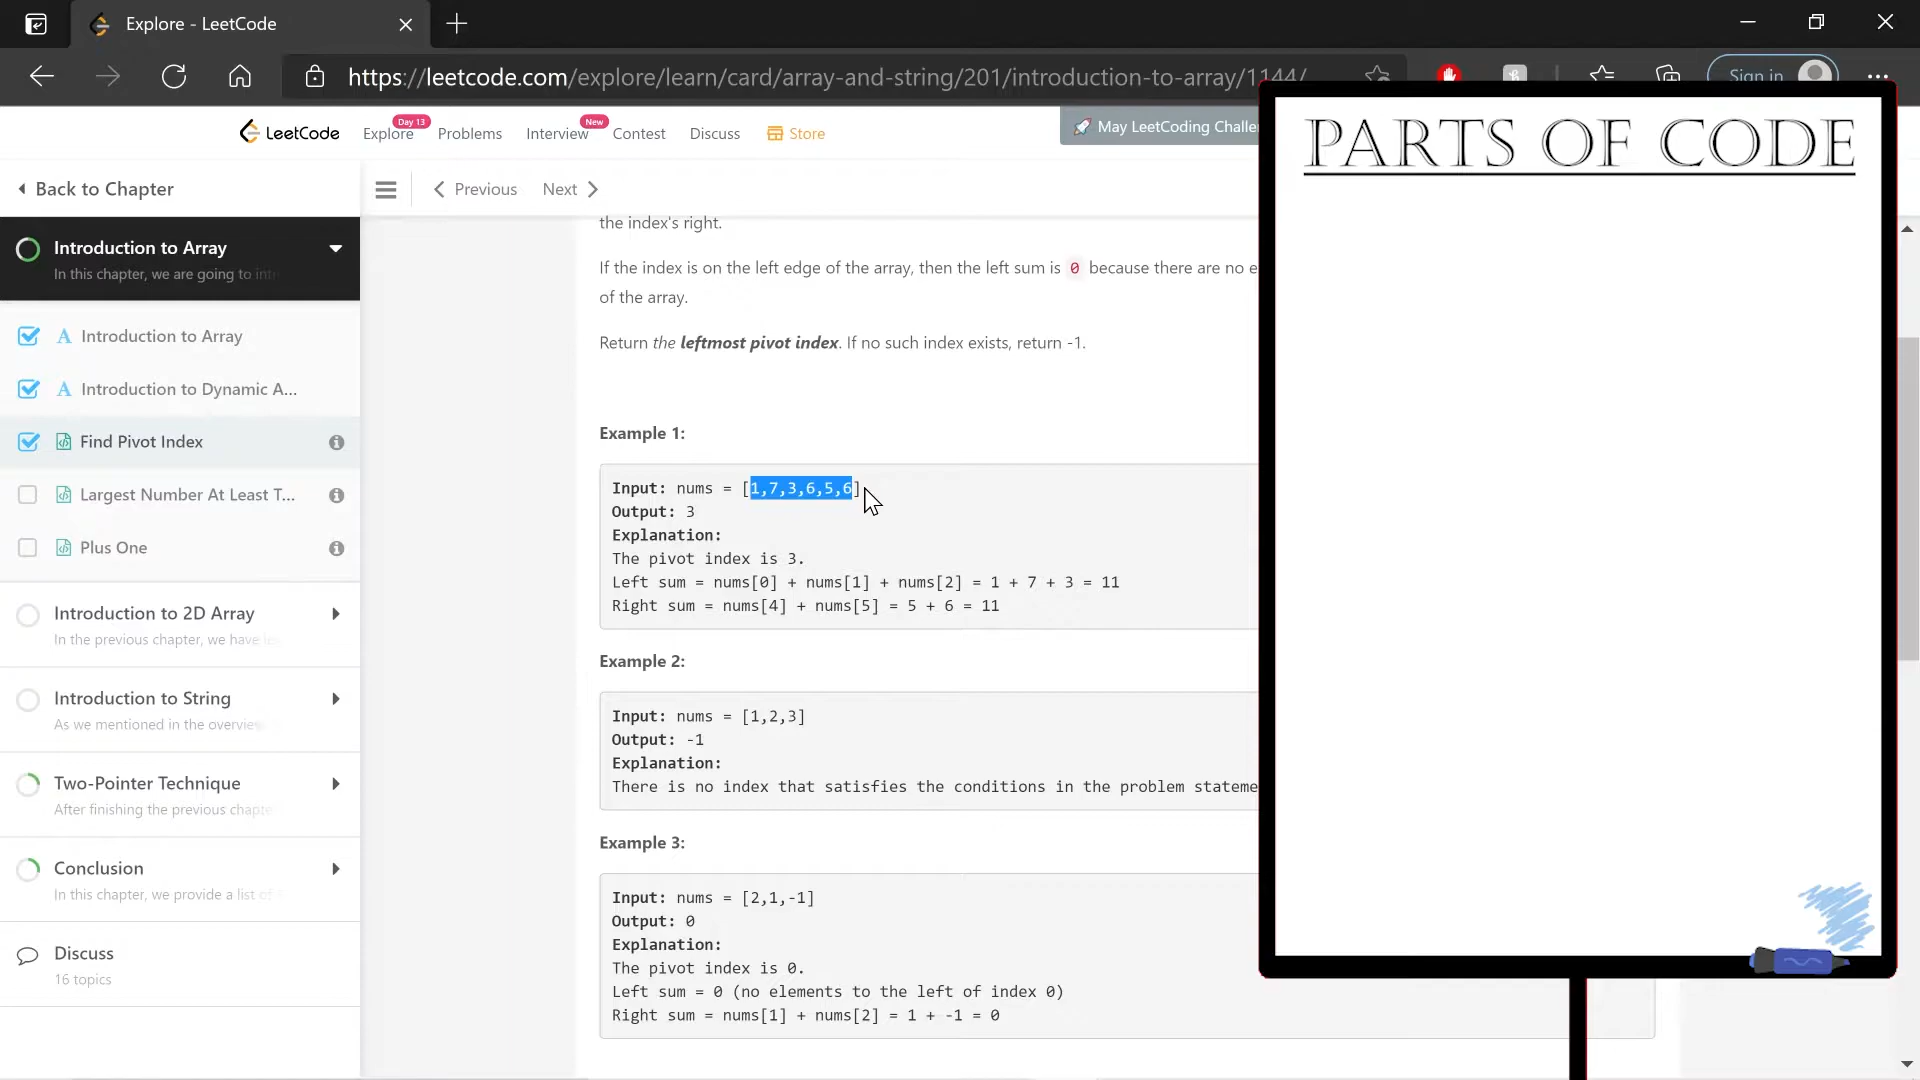 Explore - LeetCode
https://leetcode.com/explore/learn/card/array-and-string/201/introduction-to-array/1144/
Sign in
LeetCode
Explore
Day 13
Problems
Interview
New
Contest
Discuss
Store
May LeetCoding Challe
PARTS OF CODE
Back to Chapter
Previous
Next
Introduction to Array
In this chapter, we are going to int
Introduction to Array
Introduction to Dynamic A...
Find Pivot Index
Largest Number At Least T...
Plus One
Introduction to 2D Array
In the previous chapter, we have le
Introduction to String
As we mentioned in the overview
Two-Pointer Technique
After finishing the previous chapte
Conclusion
In this chapter, we provide a list of
Discuss
16 topics
the index's right.
If the index is on the left edge of the array, then the left sum is 0 because there are no e
of the array.
Return the leftmost pivot index. If no such index exists, return -1.
Example 1:
Input: nums = [1,7,3,6,5,6]
Output: 3
Explanation:
The pivot index is 3.
Left sum = nums[0] + nums[1] + nums[2] = 1 + 7 + 3 = 11
Right sum = nums[4] + nums[5] = 5 + 6 = 11
Example 2:
Input: nums = [1,2,3]
Output: -1
Explanation:
There is no index that satisfies the conditions in the problem stateme
Example 3:
Input: nums = [2,1,-1]
Output: 0
Explanation:
The pivot index is 0.
Left sum = 0 (no elements to the left of index 0)
Right sum = nums[1] + nums[2] = 1 + -1 = 0